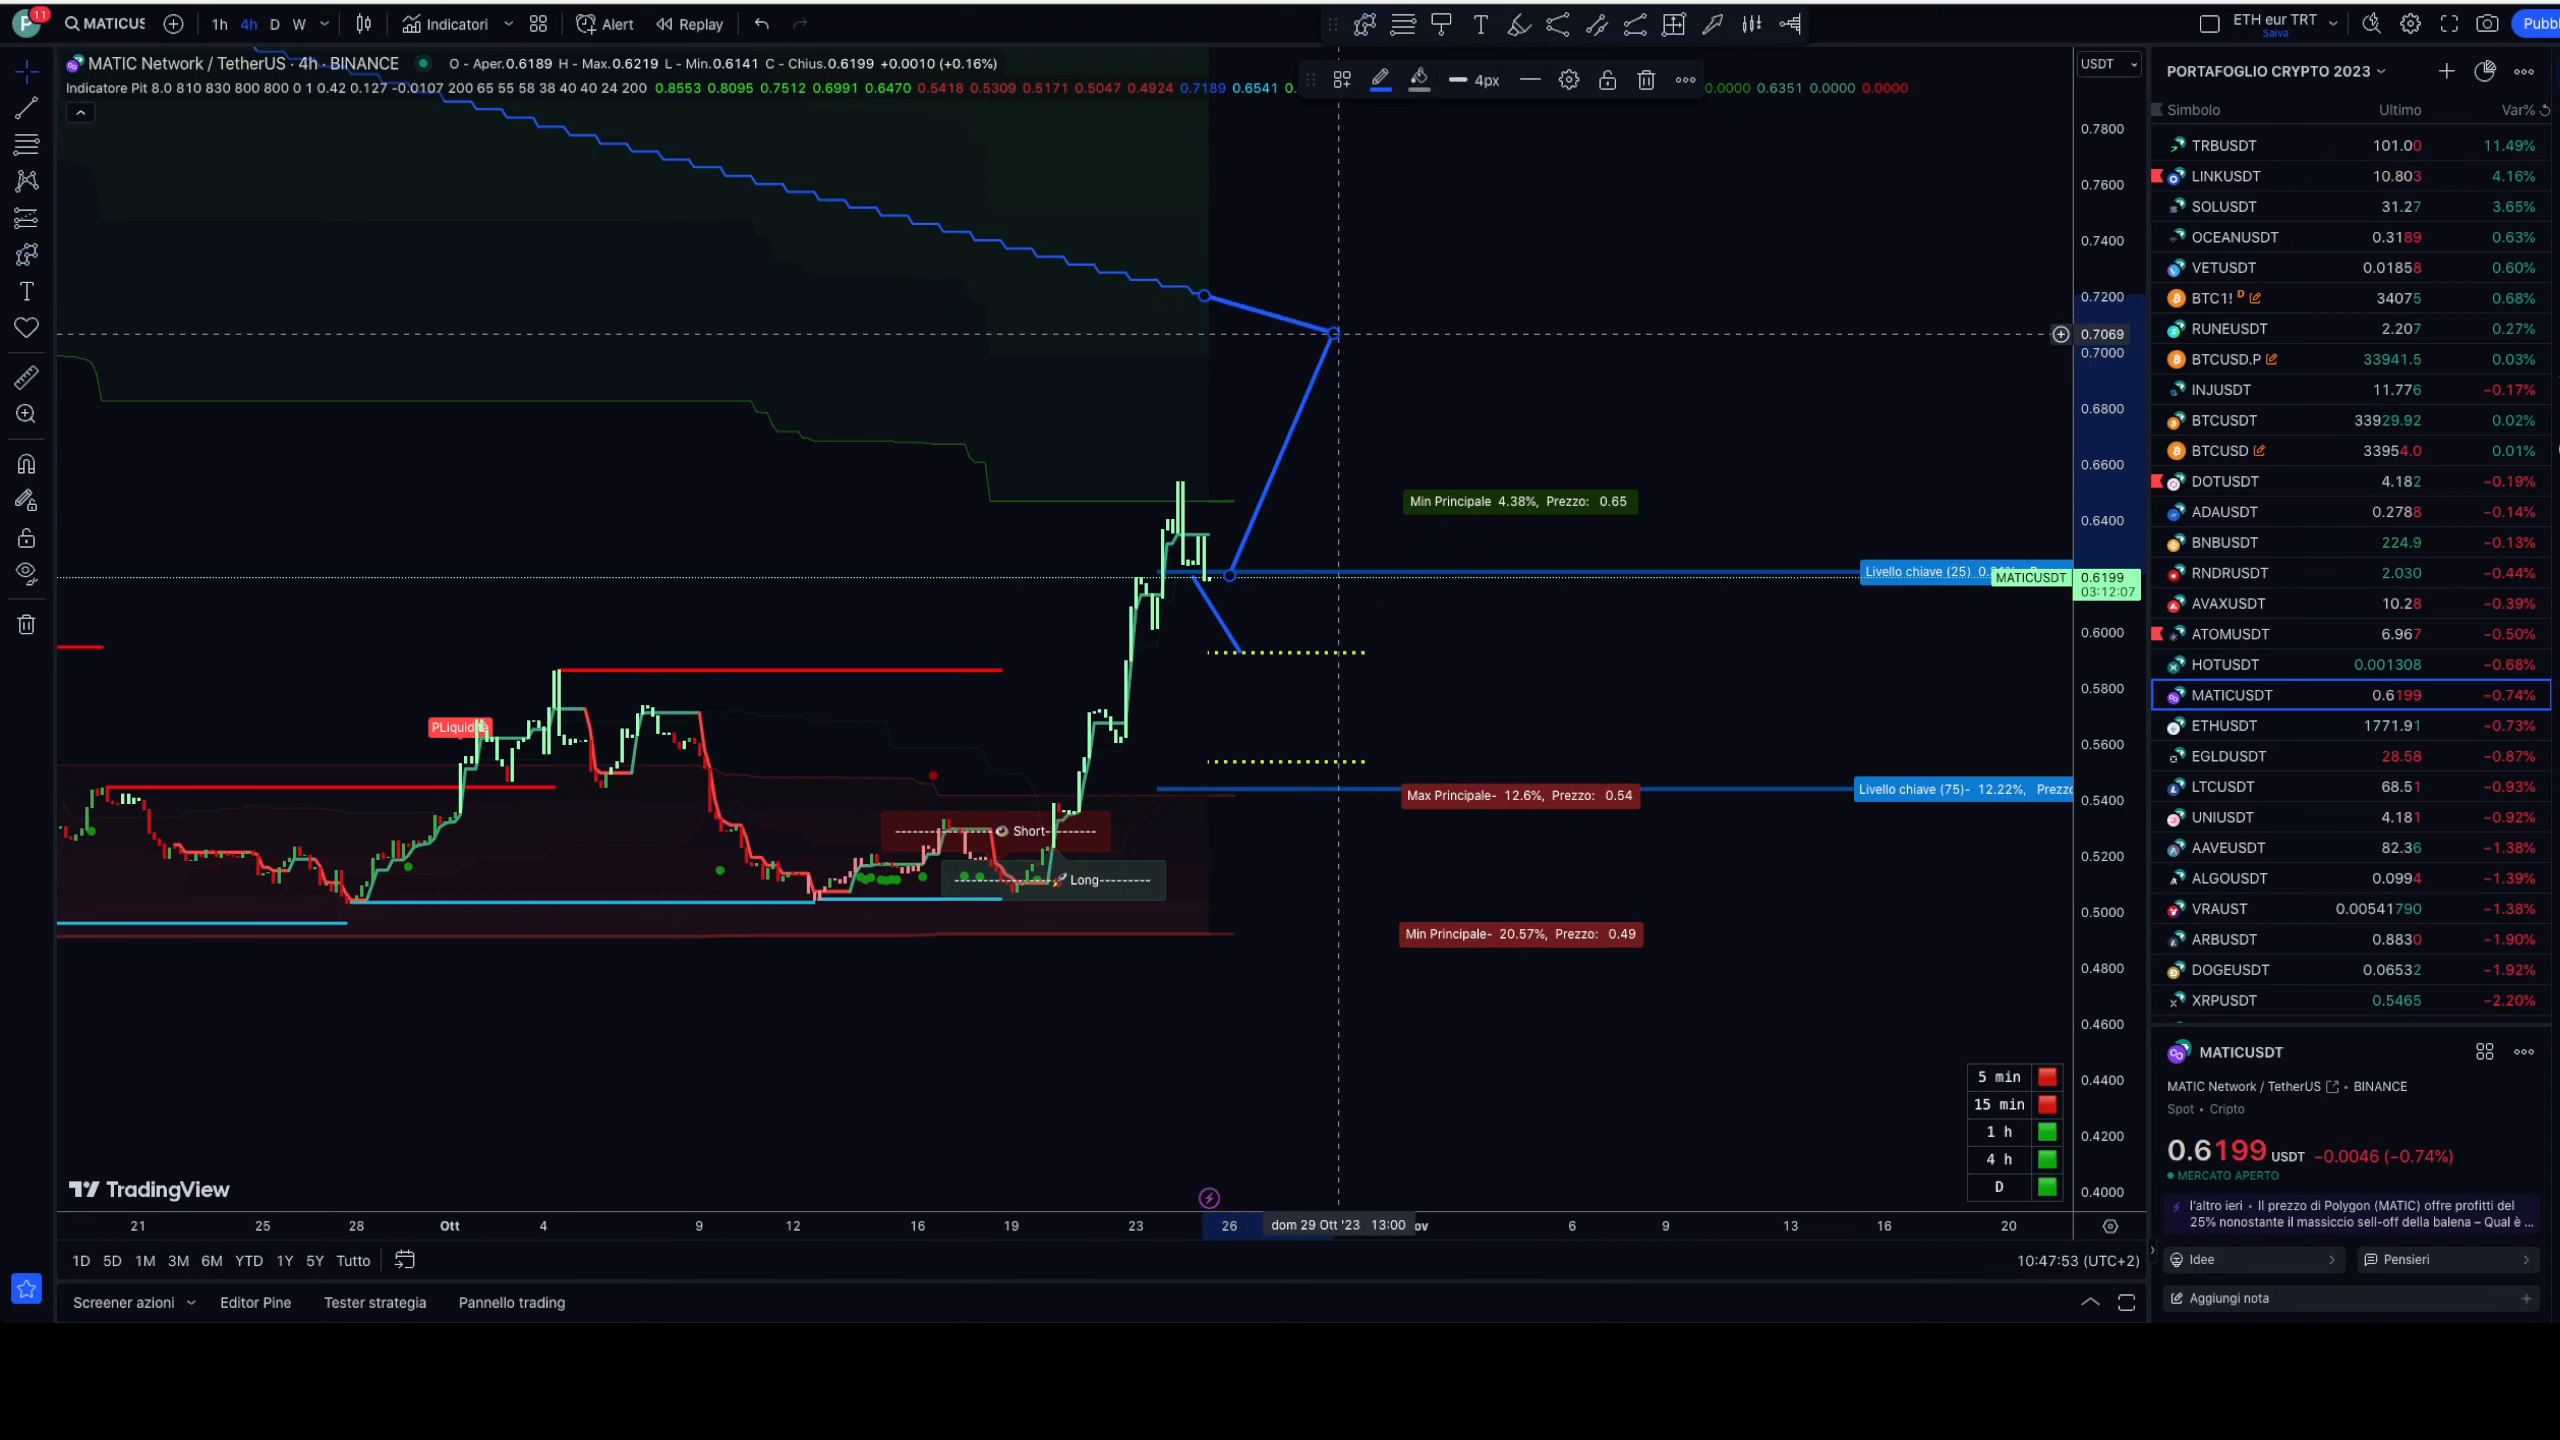 P 11 MATICUS 1h 4h D W Indicatori Alert Replay T ETH eur TRT Salva Pubbl
MATIC Network / TetherUS · 4h · BINANCE O - Aper.0.6189 H - Max.0.6219 L - Min.0.6141 C - Chius.0.6199 +0.0010 (+0.16%)
Indicatore Pit 8.0 810 830 800 800 0 1 0.42 0.127 -0.0107 200 65 55 58 38 40 40 24 200 0.8553 0.8095 0.7512 0.6991 0.6470 0.5418 0.5309 0.5171 0.5047 0.4924 0.7189 0.6541 0.0000 0.6351 0.0000 0.0000
4px
USDT
0.7800
0.7600
0.7400
0.7200
0.7069
0.7000
0.6800
0.6600
0.6400
MATICUSDT 0.6199
03:12:07
0.6000
0.5800
0.5600
0.5400
0.5200
0.5000
0.4800
0.4600
0.4400
0.4200
0.4000
Min Principale 4.38%, Prezzo: 0.65
Livello chiave (25)
PLiquidi
Max Principale- 12.6%, Prezzo: 0.54
Livello chiave (75)- 12.22%, Prezzo
Short
Long
Min Principale- 20.57%, Prezzo: 0.49
5 min
15 min
1 h
4 h
D
TradingView
21 25 28 Ott 4 9 12 16 19 23 26 dom 29 Ott '23 13:00 ov 6 9 13 16 20
1D 5D 1M 3M 6M YTD 1Y 5Y Tutto 10:47:53 (UTC+2)
Screener azioni Editor Pine Tester strategia Pannello trading
PORTAFOGLIO CRYPTO 2023
Simbolo Ultimo Var%
TRBUSDT 101.00 11.49%
LINKUSDT 10.803 4.16%
SOLUSDT 31.27 3.65%
OCEANUSDT 0.3189 0.63%
VETUSDT 0.01858 0.60%
BTC1! D 34075 0.68%
RUNEUSDT 2.207 0.27%
BTCUSD.P 33941.5 0.03%
INJUSDT 11.776 −0.17%
BTCUSDT 33929.92 0.02%
BTCUSD 33954.0 0.01%
DOTUSDT 4.182 −0.19%
ADAUSDT 0.2788 −0.14%
BNBUSDT 224.9 −0.13%
RNDRUSDT 2.030 −0.44%
AVAXUSDT 10.28 −0.39%
ATOMUSDT 6.967 −0.50%
HOTUSDT 0.001308 −0.68%
MATICUSDT 0.6199 −0.74%
ETHUSDT 1771.91 −0.73%
EGLDUSDT 28.58 −0.87%
LTCUSDT 68.51 −0.93%
UNIUSDT 4.181 −0.92%
AAVEUSDT 82.36 −1.38%
ALGOUSDT 0.0994 −1.39%
VRAUST 0.00541790 −1.38%
ARBUSDT 0.8830 −1.90%
DOGEUSDT 0.06532 −1.92%
XRPUSDT 0.5465 −2.20%
MATICUSDT
MATIC Network / TetherUS • BINANCE
Spot • Cripto
0.6199 USDT −0.0046 (−0.74%)
MERCATO APERTO
l'altro ieri • Il prezzo di Polygon (MATIC) offre profitti del
25% nonostante il massiccio sell-off della balena – Qual è ...
Idee Pensieri
Aggiungi nota